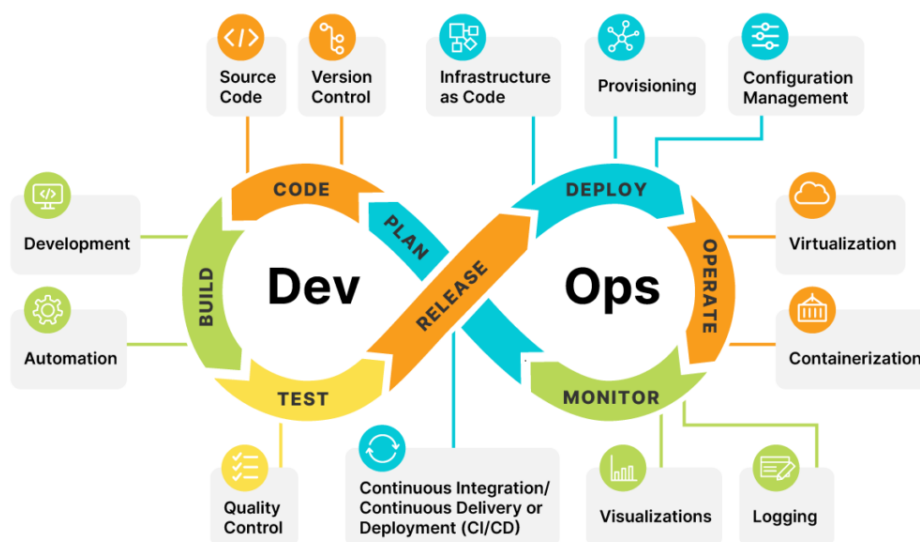 Source
Code
Version
Control
Infrastructure
as Code
Provisioning
Configuration
Management
CODE
PLAN
DEPLOY
Development
BUILD
Dev
RELEASE
Ops
OPERATE
Virtualization
Automation
Containerization
TEST
MONITOR
Quality
Control
Continuous Integration/
Continuous Delivery or
Deployment (CI/CD)
Visualizations
Logging